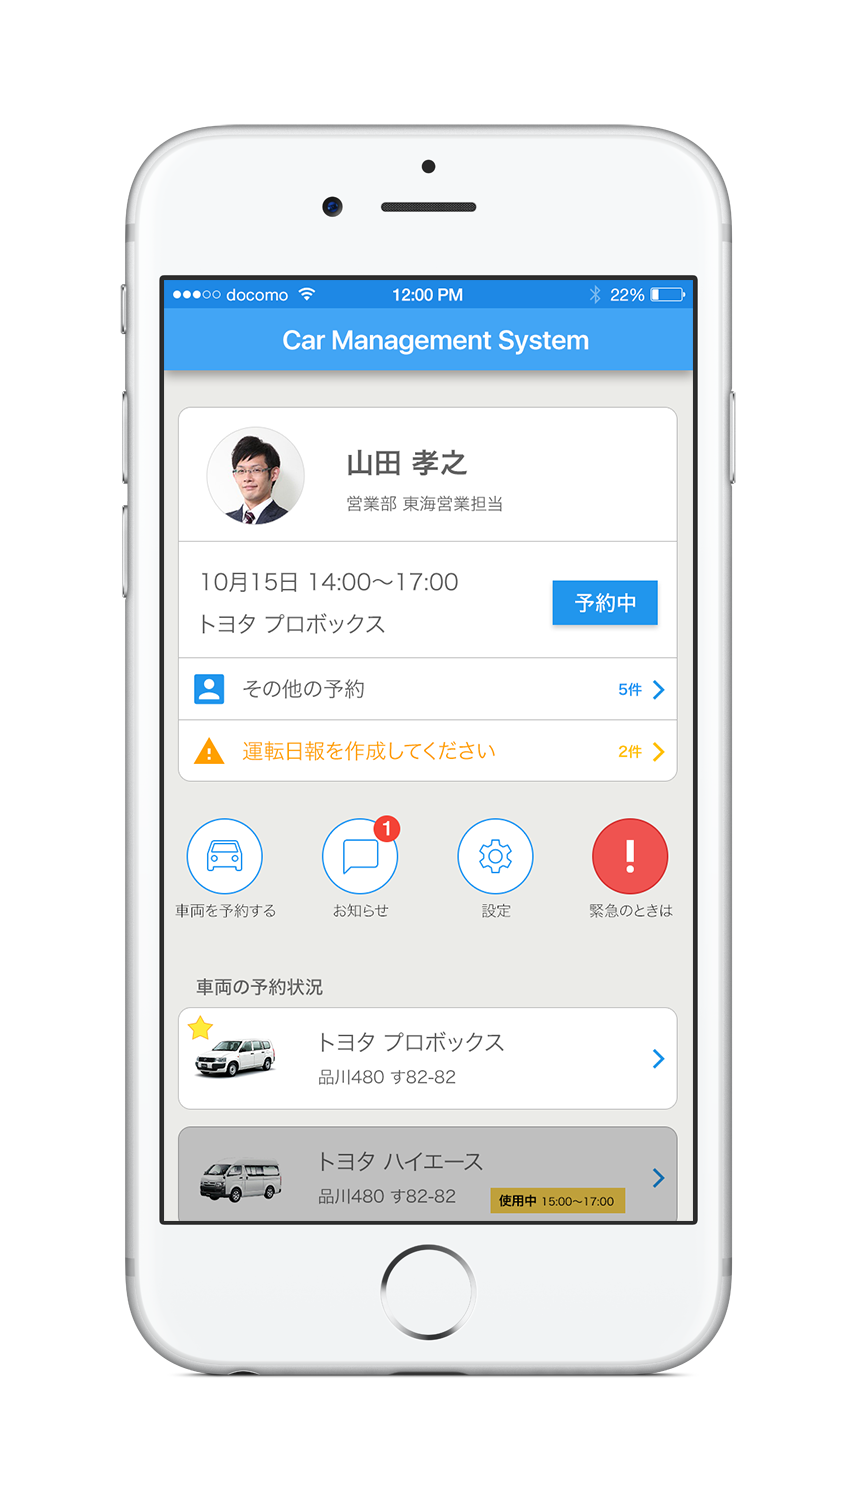 docomo 12:00 PM 22%
Car Management System
山田 孝之
営業部 東海営業担当
10月15日 14:00〜17:00
トヨタ プロボックス
予約中
その他の予約 5件
運転日報を作成してください 2件
1
車両を予約する お知らせ 設定 緊急のときは
車両の予約状況
トヨタ プロボックス
品川480 す82-82
トヨタ ハイエース
品川480 す82-82
使用中 15:00〜17:00